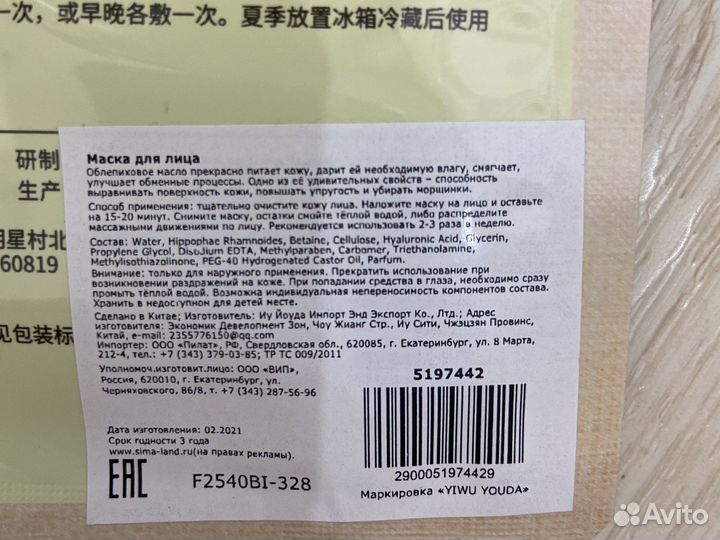 一次，或早晚各敷一次。夏季放置冰箱冷藏后使用
研制
生产
明星村北
60819
见包装标
Маска для лица
Облепиховое масло прекрасно питает кожу, дарит ей необходимую влагу, смягчает,
улучшает обменные процессы. Одно из её удивительных свойств – способность
выравнивать поверхность кожи, повышать упругость и убирать морщинки.
Способ применения: тщательно очистите кожу лица. Наложите маску на лицо и оставьте
на 15-20 минут. Снимите маску, остатки смойте тёплой водой, либо распределите
массажными движениями по лицу. Рекомендуется использовать 2-3 раза в неделю.
Состав: Water, Hippophae Rhamnoides, Betaine, Cellulose, Hyaluronic Acid, Glycerin,
Propylene Glycol, Disodium EDTA, Methylparaben, Carbomer, Triethanolamine,
Methylisothiazolinone, PEG-40 Hydrogenated Castor Oil, Parfum.
Внимание: только для наружного применения. Прекратить использование при
возникновении раздражений на коже. При попадании средства в глаза, необходимо сразу
промыть тёплой водой. Возможна индивидуальная непереносимость компонентов состава.
Хранить в недоступном для детей месте.
Сделано в Китае; Изготовитель: Иу Йоуда Импорт Энд Экспорт Ко., Лтд.; Адрес
изготовителя: Экономик Девелопнент Зон, Чоу Жианг Стр., Иу Сити, Чжэцзян Провинс,
Китай, e-mail: 2355776150@qq.com
Импортер: ООО «Пилат», РФ, Свердловская обл., 620085, г. Екатеринбург, ул. 8 Марта,
212-4, тел.: +7 (343) 379-03-85; ТР ТС 009/2011
Уполномоч.изготовит.лицо: ООО «ВИП»,
Россия, 620010, г. Екатеринбург, ул.
Черняховского, 86/8, т. +7 (343) 287-56-96
5197442
Дата изготовления: 02.2021
Срок годности 3 года
www.sima-land.ru(на правах рекламы).
2900051974429
EAC
F2540BI-328
Маркировка «YIWU YOUDA»
Avito